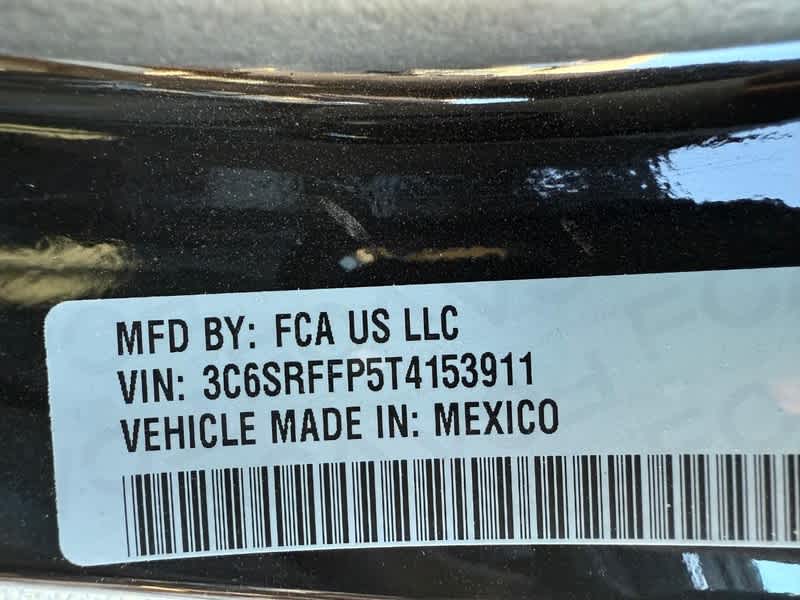 MFD BY: FCA US LLC
VIN: 3C6SRFFP5T4153911
VEHICLE MADE IN: MEXICO